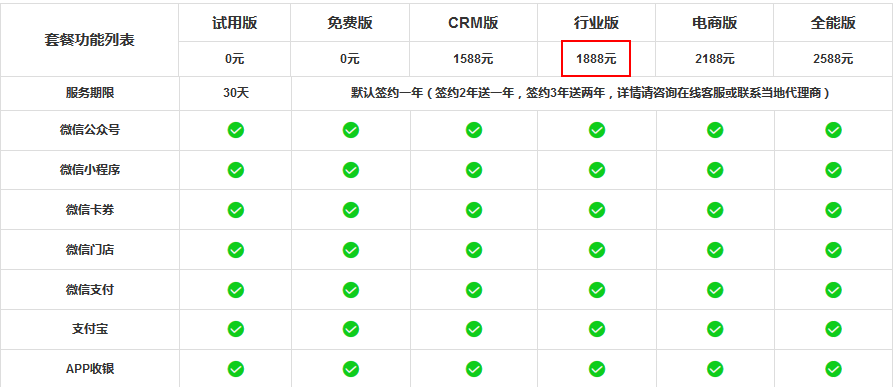 套餐功能列表 试用版 免费版 CRM版 行业版 电商版 全能版
0元 0元 1588元 1888元 2188元 2588元
服务期限 30天 默认签约一年（签约2年送一年，签约3年送两年，详情请咨询在线客服或联系当地代理商）
微信公众号
微信小程序
微信卡券
微信门店
微信支付
支付宝
APP收银